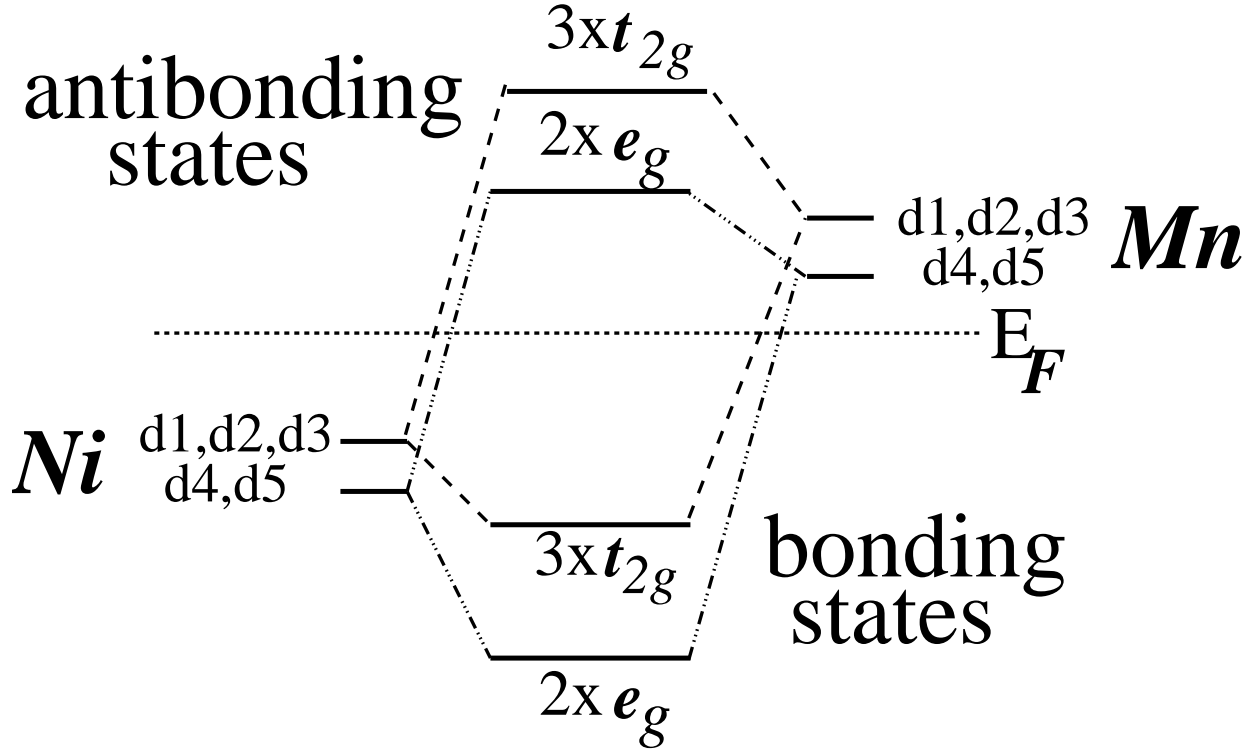 3xt2g
antibonding
states
2x eg
d1,d2,d3
d4,d5
Mn
EF
Ni
d1,d2,d3
d4,d5
3xt2g
bonding
states
2x eg